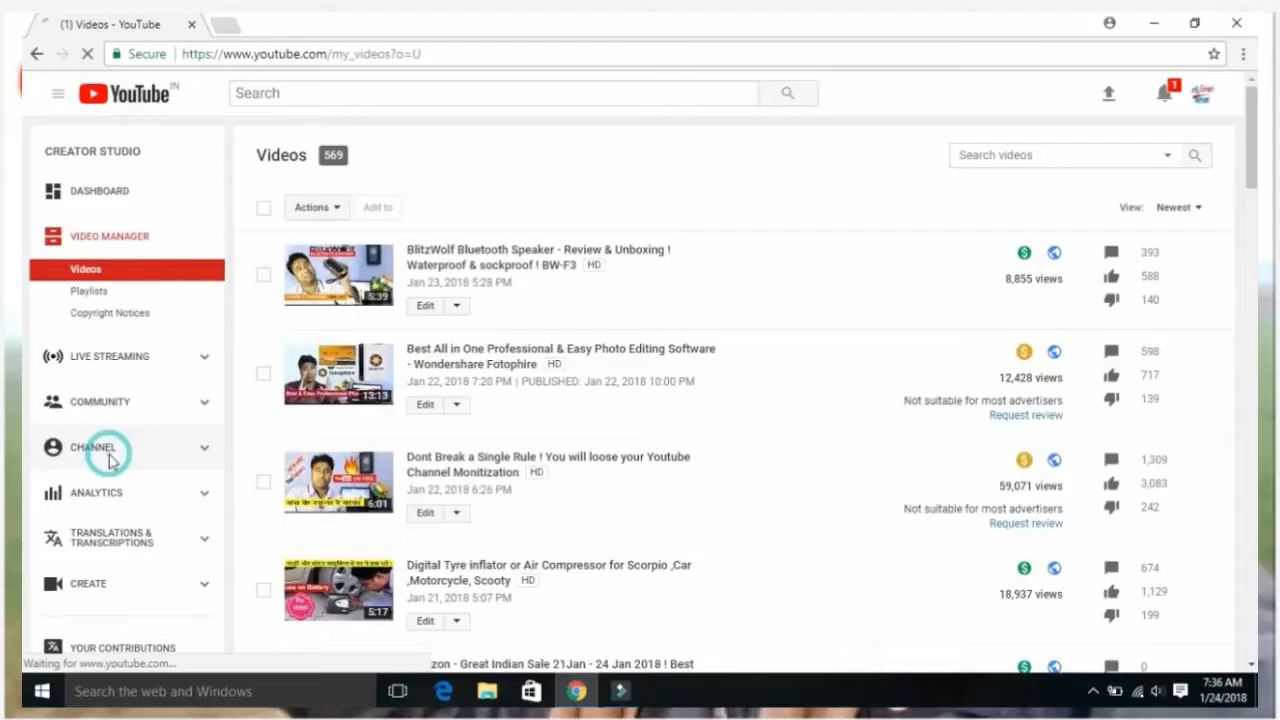 (1) Videos - YouTube
Secure https://www.youtube.com/my_videos?o=U
YouTube IN
Search
1
CREATOR STUDIO
DASHBOARD
VIDEO MANAGER
Videos
Playlists
Copyright Notices
LIVE STREAMING
COMMUNITY
CHANNEL
ANALYTICS
TRANSLATIONS &
TRANSCRIPTIONS
CREATE
YOUR CONTRIBUTIONS
Waiting for www.youtube.com...
Videos 569
Search videos
Actions Add to
View: Newest
BlitzWolf Bluetooth Speaker - Review & Unboxing !
Waterproof & sockproof ! BW-F3 HD
Jan 23, 2018 5:28 PM
Edit
5:39
8,855 views
393
588
140
Best All in One Professional & Easy Photo Editing Software
- Wondershare Fotophire HD
Jan 22, 2018 7:20 PM | PUBLISHED: Jan 22, 2018 10:00 PM
Edit
13:13
12,428 views
Not suitable for most advertisers
Request review
598
717
139
Dont Break a Single Rule ! You will loose your Youtube
Channel Monitization HD
Jan 22, 2018 6:26 PM
Edit
6:01
59,071 views
Not suitable for most advertisers
Request review
1,309
3,083
242
Digital Tyre inflator or Air Compressor for Scorpio ,Car
,Motorcycle, Scooty HD
Jan 21, 2018 5:07 PM
Edit
5:17
18,937 views
674
1,129
199
zon - Great Indian Sale 21Jan - 24 Jan 2018 ! Best
0
Search the web and Windows
7:36 AM
1/24/2018